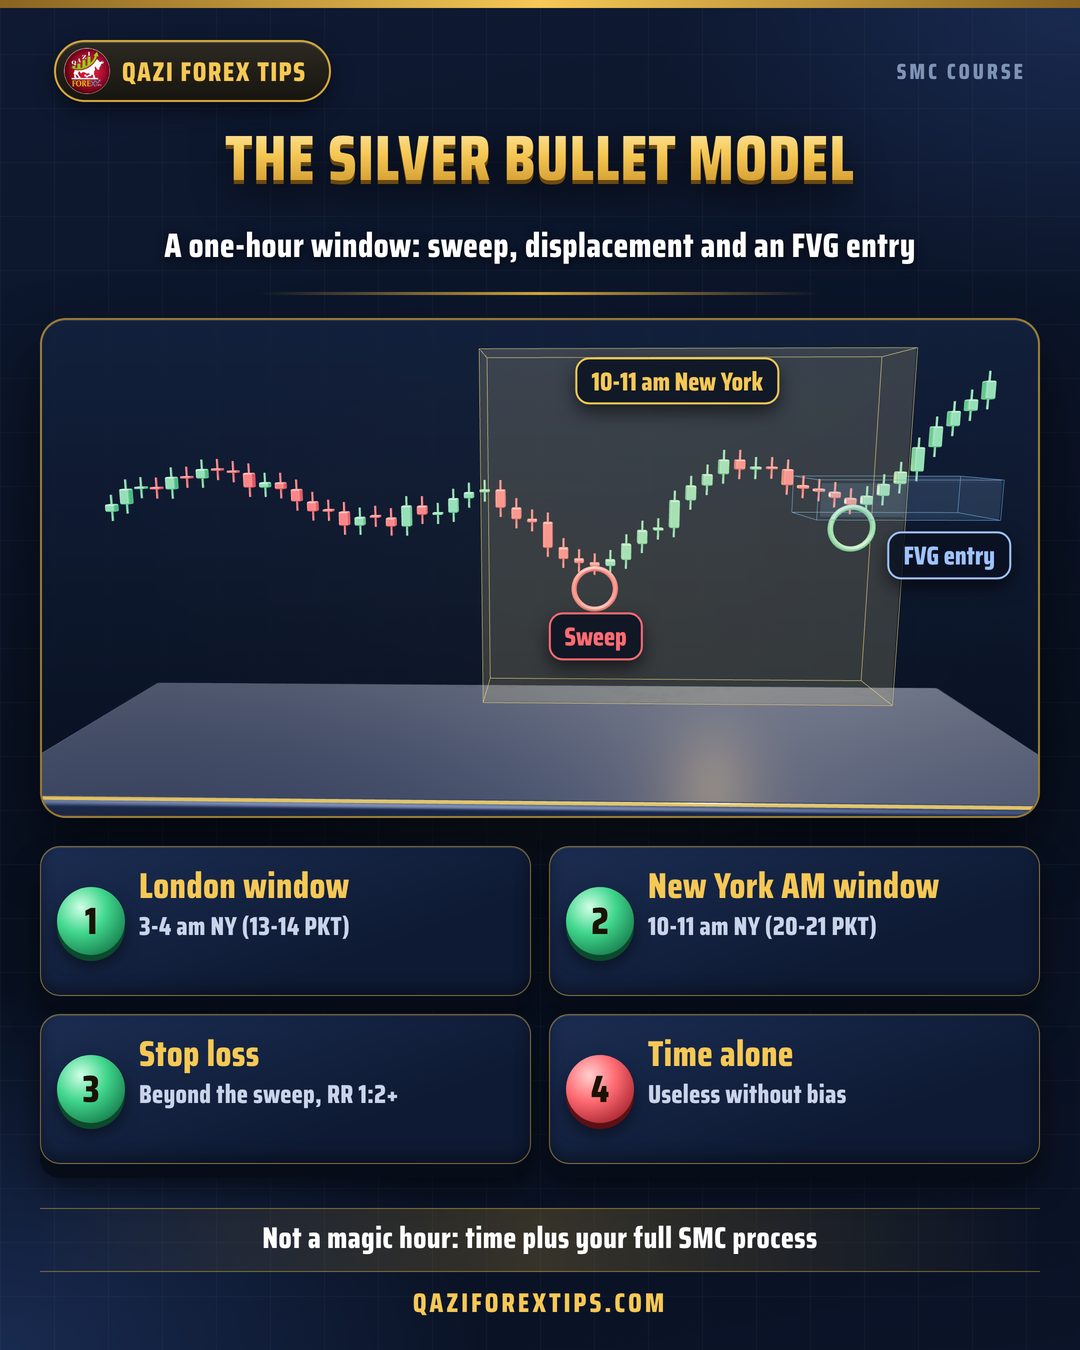 QAZI
FOREX
QAZI FOREX TIPS
SMC COURSE
THE SILVER BULLET MODEL
A one-hour window: sweep, displacement and an FVG entry
10-11 am New York
FVG entry
Sweep
1
London window
3-4 am NY (13-14 PKT)
2
New York AM window
10-11 am NY (20-21 PKT)
3
Stop loss
Beyond the sweep, RR 1:2+
4
Time alone
Useless without bias
Not a magic hour: time plus your full SMC process
QAZIFOREXTIPS.COM